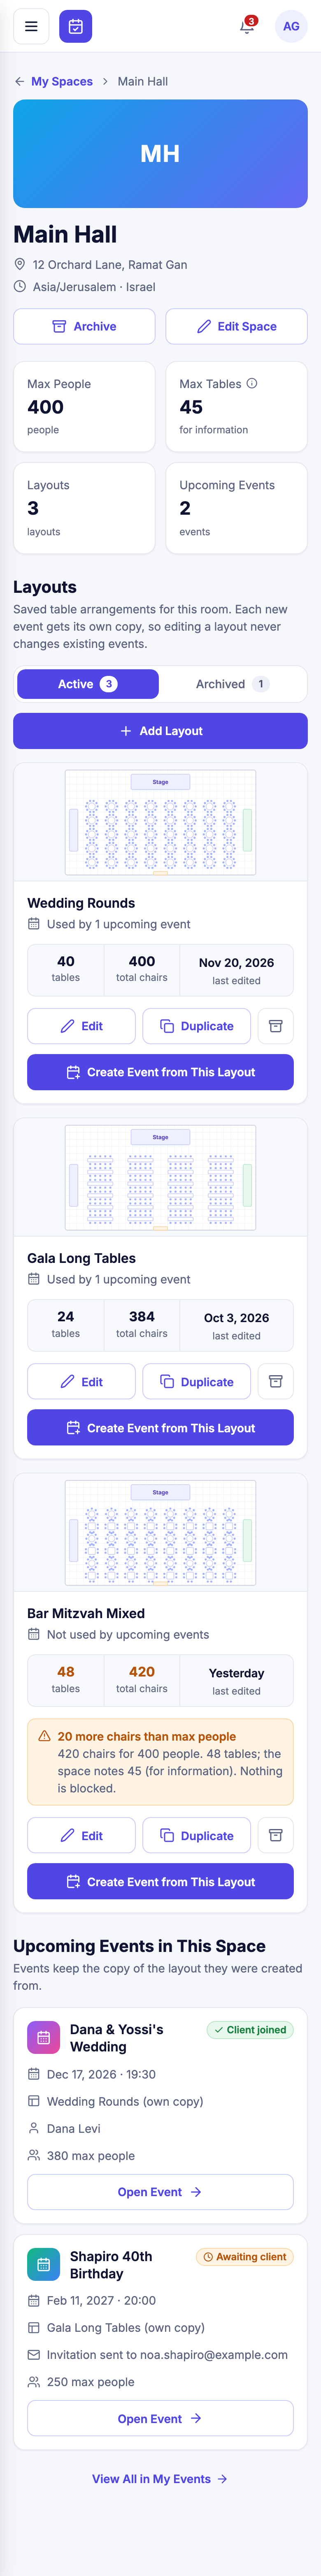 3
AG
My Spaces
Main Hall
MH
Main Hall
12 Orchard Lane, Ramat Gan
Asia/Jerusalem · Israel
Archive
Edit Space
Max People
400
people
Max Tables
45
for information
Layouts
3
layouts
Upcoming Events
2
events
Layouts
Saved table arrangements for this room. Each new
event gets its own copy, so editing a layout never
changes existing events.
Active 3
Archived 1
Add Layout
Stage
Wedding Rounds
Used by 1 upcoming event
40
tables
400
total chairs
Nov 20, 2026
last edited
Edit
Duplicate
Create Event from This Layout
Stage
Gala Long Tables
Used by 1 upcoming event
24
tables
384
total chairs
Oct 3, 2026
last edited
Edit
Duplicate
Create Event from This Layout
Stage
Bar Mitzvah Mixed
Not used by upcoming events
48
tables
420
total chairs
Yesterday
last edited
20 more chairs than max people
420 chairs for 400 people. 48 tables; the
space notes 45 (for information). Nothing
is blocked.
Edit
Duplicate
Create Event from This Layout
Upcoming Events in This Space
Events keep the copy of the layout they were created
from.
Dana & Yossi's
Wedding
Client joined
Dec 17, 2026 · 19:30
Wedding Rounds (own copy)
Dana Levi
380 max people
Open Event
Shapiro 40th
Birthday
Awaiting client
Feb 11, 2027 · 20:00
Gala Long Tables (own copy)
Invitation sent to noa.shapiro@example.com
250 max people
Open Event
View All in My Events